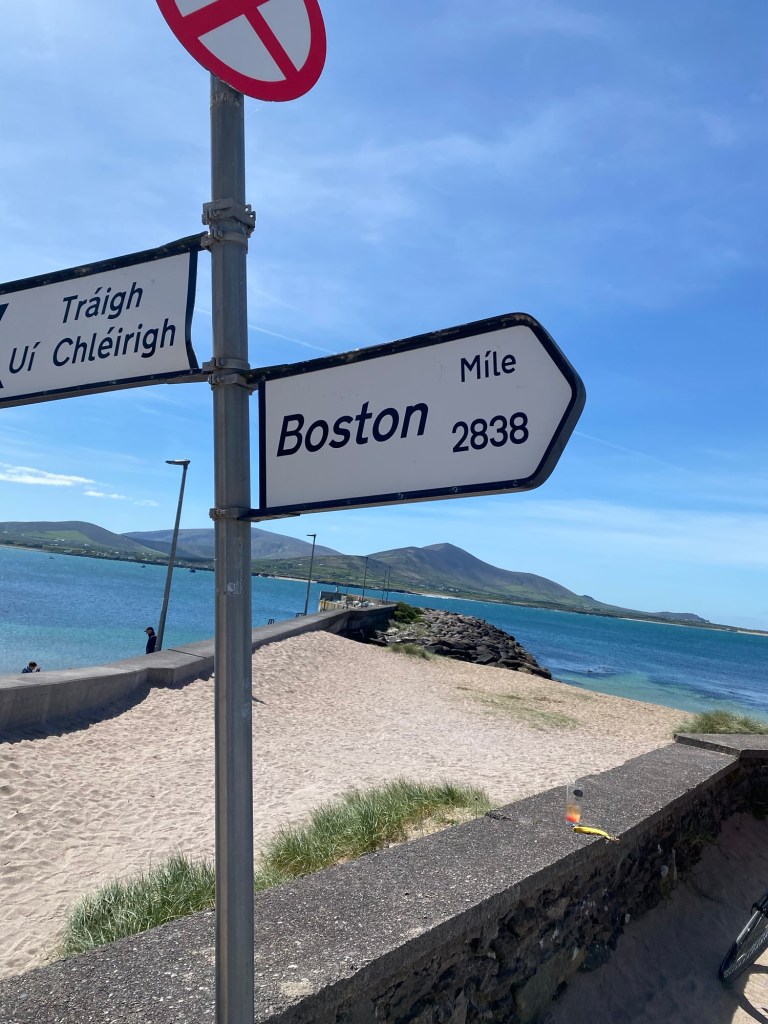 Tráigh
Uí Chléirigh
Míle
Boston 2838